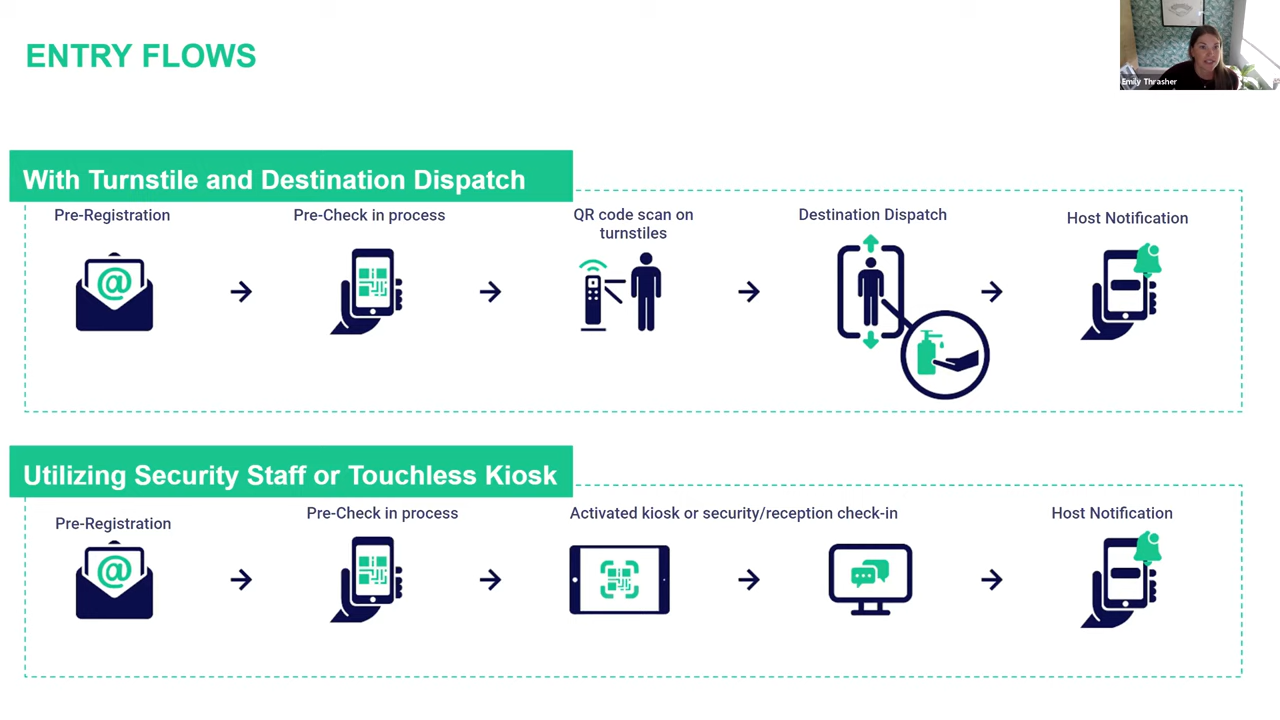 ENTRY FLOWS
Emily Thrasher
With Turnstile and Destination Dispatch
Pre-Registration
Pre-Check in process
QR code scan on
turnstiles
Destination Dispatch
Host Notification
@
Utilizing Security Staff or Touchless Kiosk
Pre-Registration
Pre-Check in process
Activated kiosk or security/reception check-in
Host Notification
@